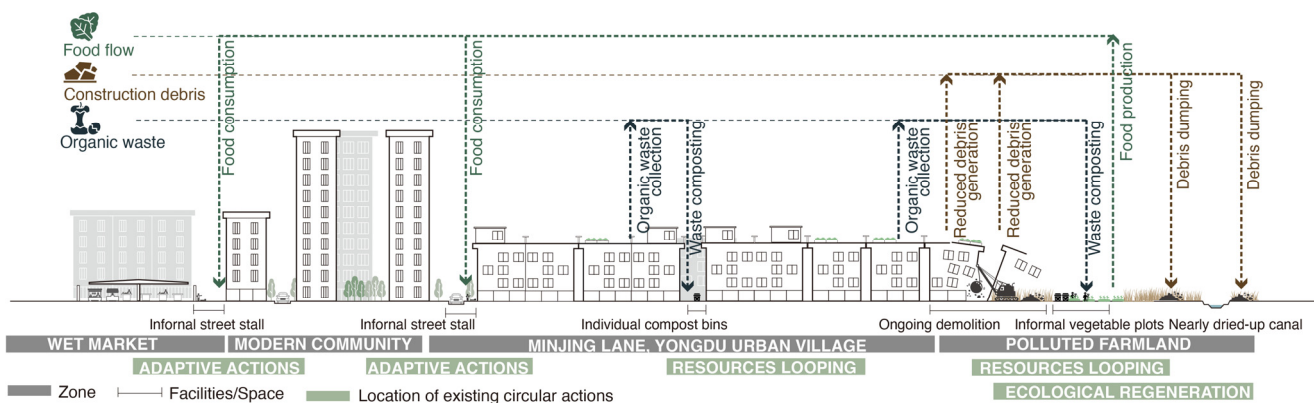 Food flow
Construction debris
Organic waste
Food consumption
Food consumption
Organic waste
collection
Waste composting
Organic waste
collection
Reduced debris
generation
Reduced debris
generation
Waste composting
Food production
Debris dumping
Debris dumping
Infornal street stall
Infornal street stall
Individual compost bins
Ongoing demolition
Informal vegetable plots
Nearly dried-up canal
WET MARKET
MODERN COMMUNITY
MINJING LANE, YONGDU URBAN VILLAGE
POLLUTED FARMLAND
ADAPTIVE ACTIONS
ADAPTIVE ACTIONS
RESOURCES LOOPING
RESOURCES LOOPING
ECOLOGICAL REGENERATION
Zone
Facilities/Space
Location of existing circular actions